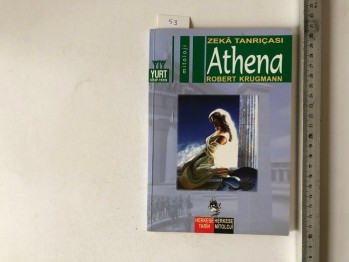 53
ZEKÂ TANRIÇASI
mitoloji
Athena
ROBERT KRUGMANN
YURT
HERKESE TARİH
HERKESE MİTOLOJİ